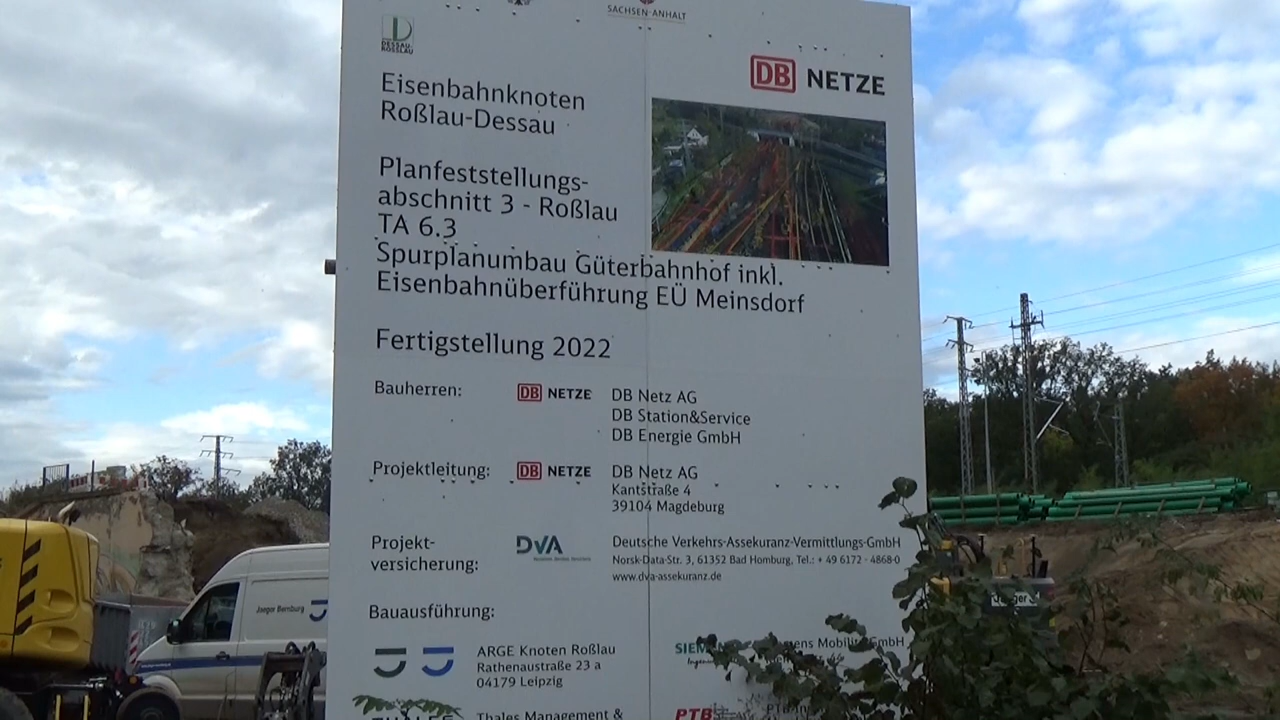 SACHSEN-ANHALT
DESSAU
ROSSLAU
DB NETZE
Eisenbahnknoten
Roßlau-Dessau
Planfeststellungs-
abschnitt 3 - Roßlau
TA 6.3
Spurplanumbau Güterbahnhof inkl.
Eisenbahnüberführung EÜ Meinsdorf
Fertigstellung 2022
Bauherren: DB NETZE DB Netz AG
DB Station&Service
DB Energie GmbH
Projektleitung: DB NETZE DB Netz AG
Kantstraße 4
39104 Magdeburg
Projekt-
versicherung:
DVA
Deutsche Verkehrs-Assekuranz-Vermittlungs-GmbH
Norsk-Data-Str. 3, 61352 Bad Homburg, Tel.: + 49 6172 - 4868-0
www.dva-assekuranz.de
Bauausführung:
ARGE Knoten Roßlau
Rathenaustraße 23 a
04179 Leipzig
Mobility GmbH
Thales Management &
PTB
Jaeger Bernburg